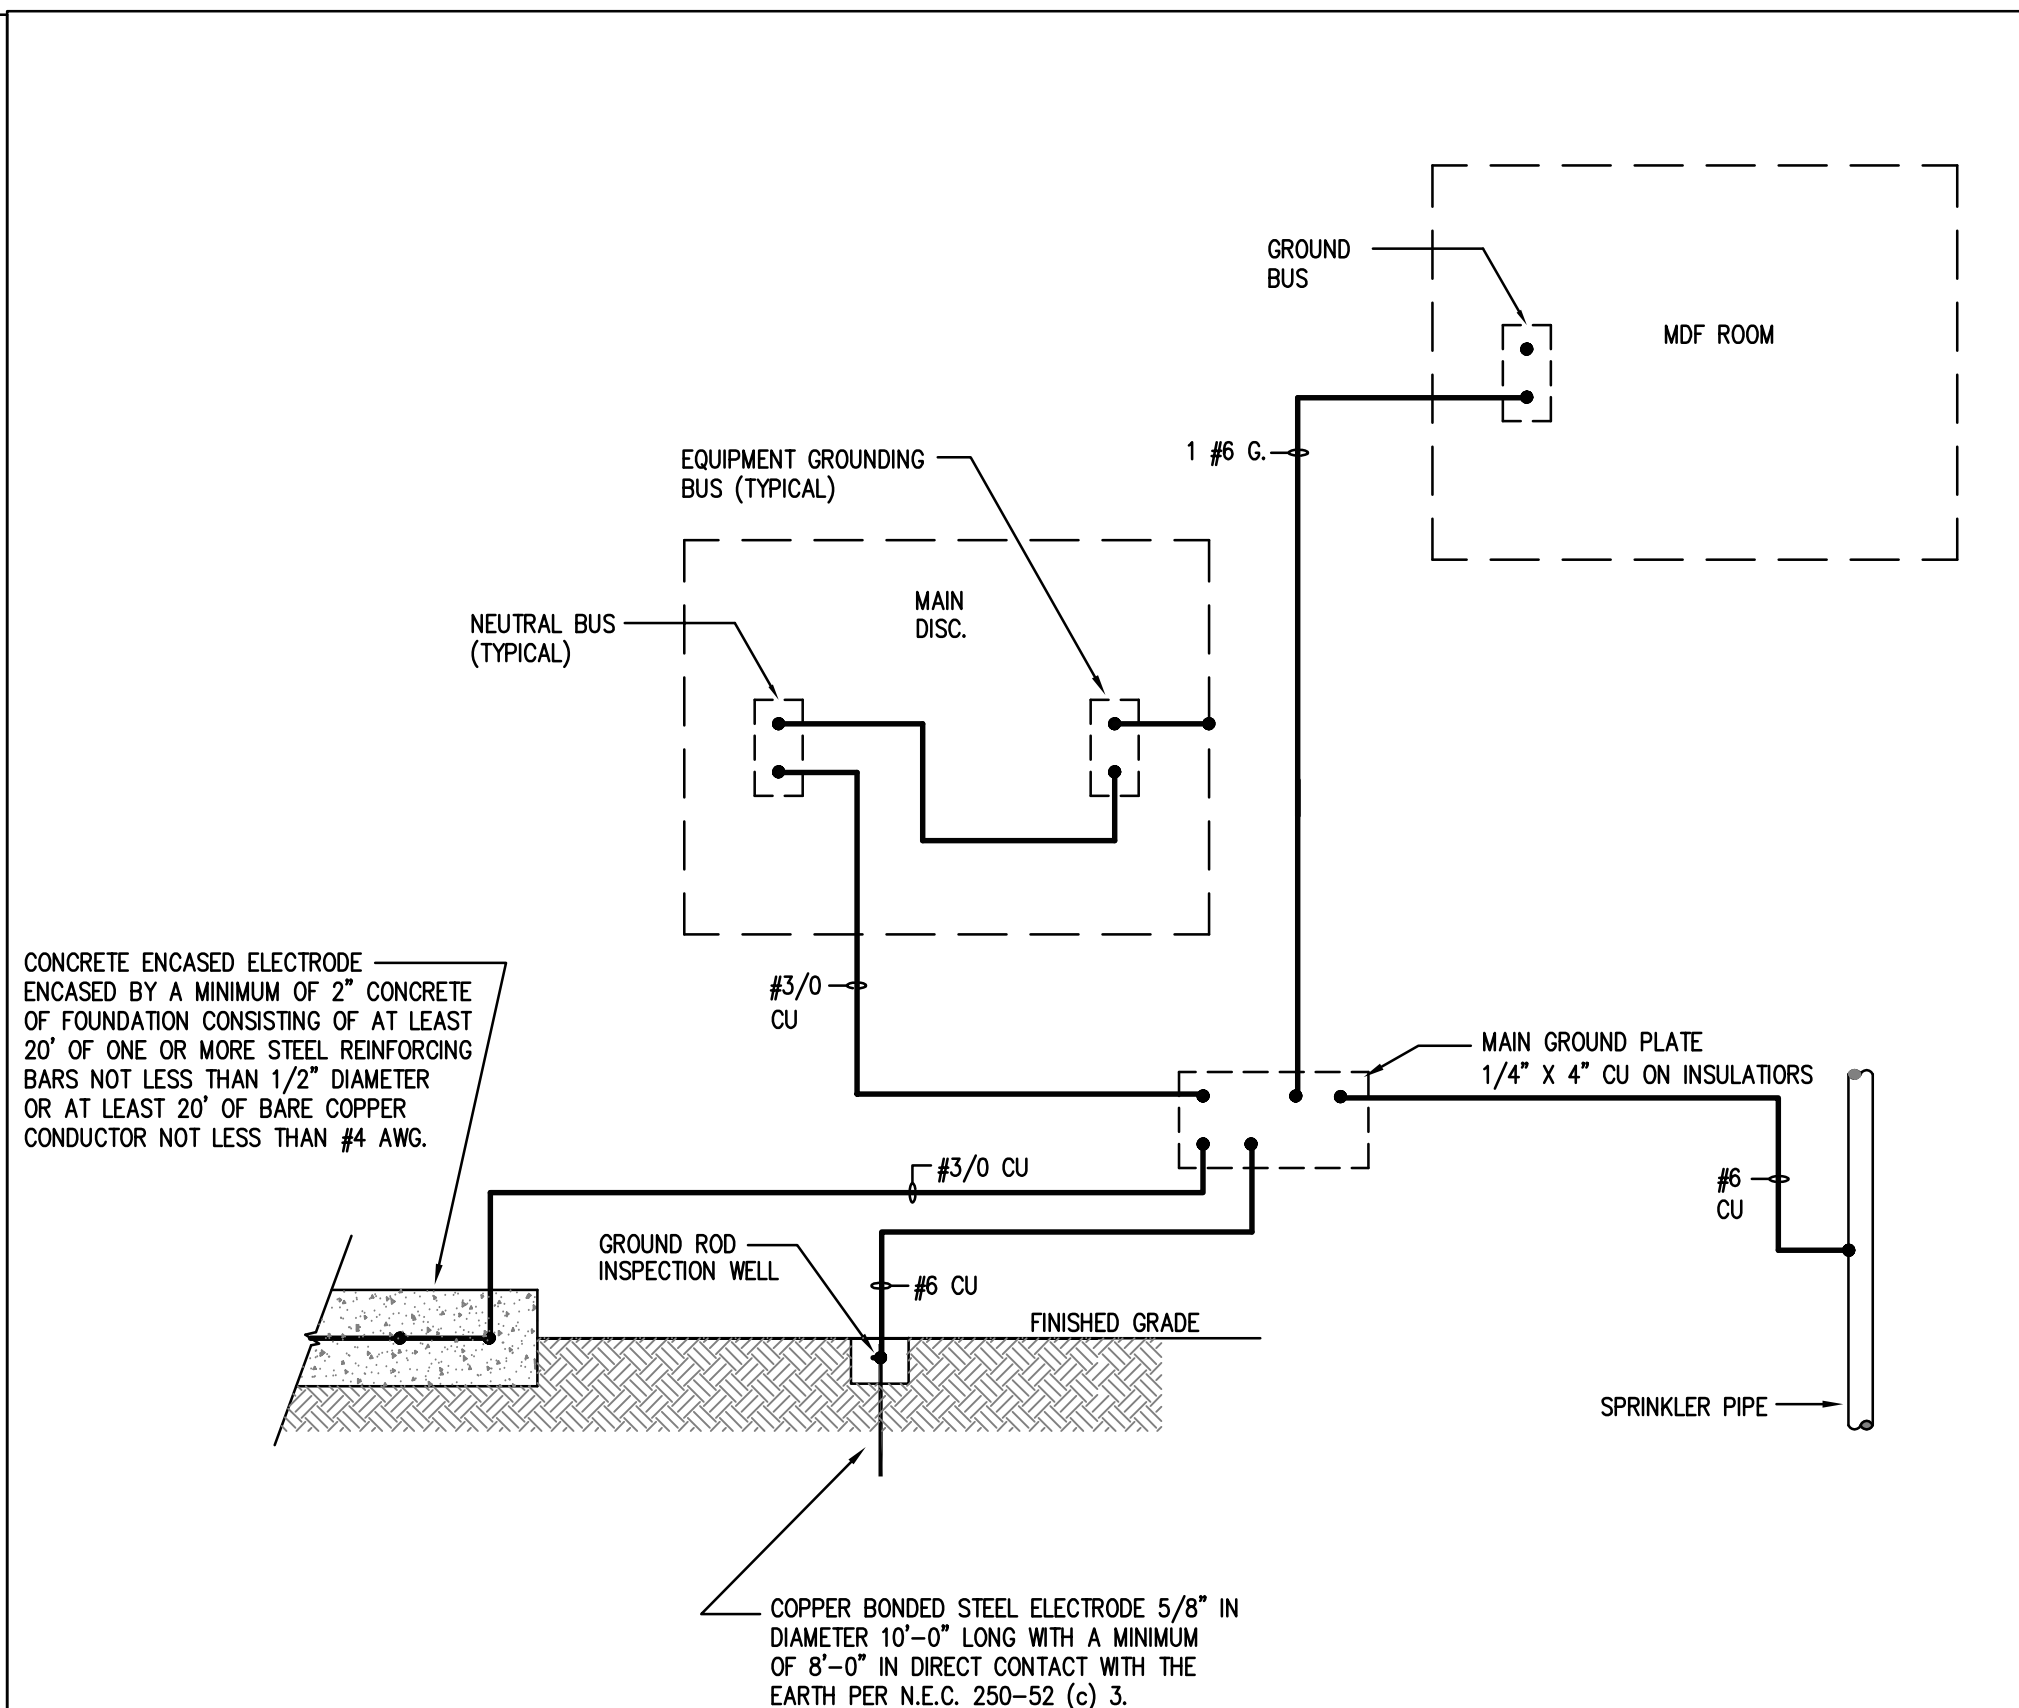 GROUND
BUS
MDF ROOM
1 #6 G.
EQUIPMENT GROUNDING
BUS (TYPICAL)
MAIN
DISC.
NEUTRAL BUS
(TYPICAL)
CONCRETE ENCASED ELECTRODE
ENCASED BY A MINIMUM OF 2" CONCRETE
OF FOUNDATION CONSISTING OF AT LEAST
20' OF ONE OR MORE STEEL REINFORCING
BARS NOT LESS THAN 1/2" DIAMETER
OR AT LEAST 20' OF BARE COPPER
CONDUCTOR NOT LESS THAN #4 AWG.
#3/0
CU
MAIN GROUND PLATE
1/4" X 4" CU ON INSULATIORS
#3/0 CU
#6
CU
GROUND ROD
INSPECTION WELL
#6 CU
FINISHED GRADE
SPRINKLER PIPE
COPPER BONDED STEEL ELECTRODE 5/8" IN
DIAMETER 10'-0" LONG WITH A MINIMUM
OF 8'-0" IN DIRECT CONTACT WITH THE
EARTH PER N.E.C. 250-52 (c) 3.